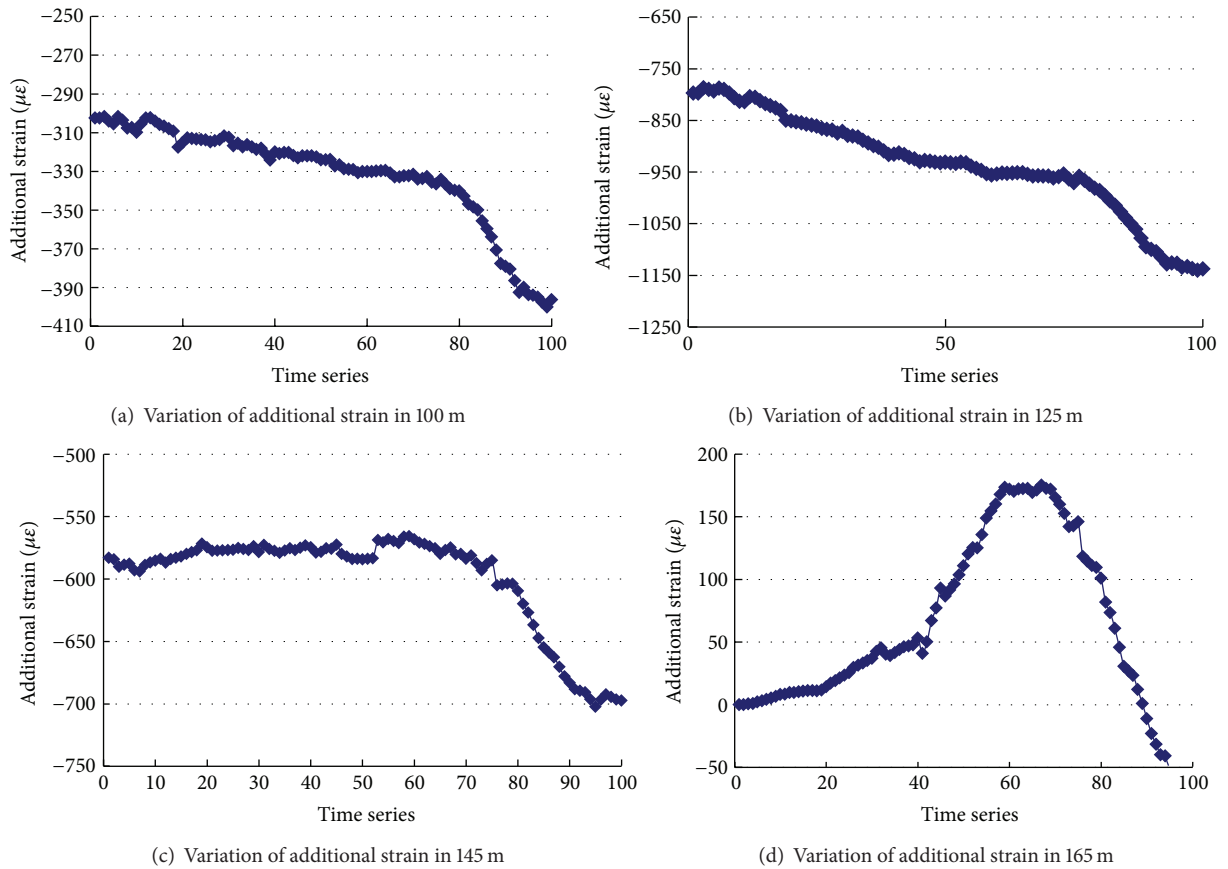 −250
−270
−290
−310
−330
−350
−370
−390
−410
Additional strain (με)
0 20 40 60 80 100
Time series
(a) Variation of additional strain in 100 m
−650
−750
−850
−950
−1050
−1150
−1250
Additional strain (με)
0 50 100
Time series
(b) Variation of additional strain in 125 m
−500
−550
−600
−650
−700
−750
Additional strain (με)
0 10 20 30 40 50 60 70 80 90 100
Time series
(c) Variation of additional strain in 145 m
200
150
100
50
0
−50
Additional strain (με)
0 20 40 60 80 100
Time series
(d) Variation of additional strain in 165 m